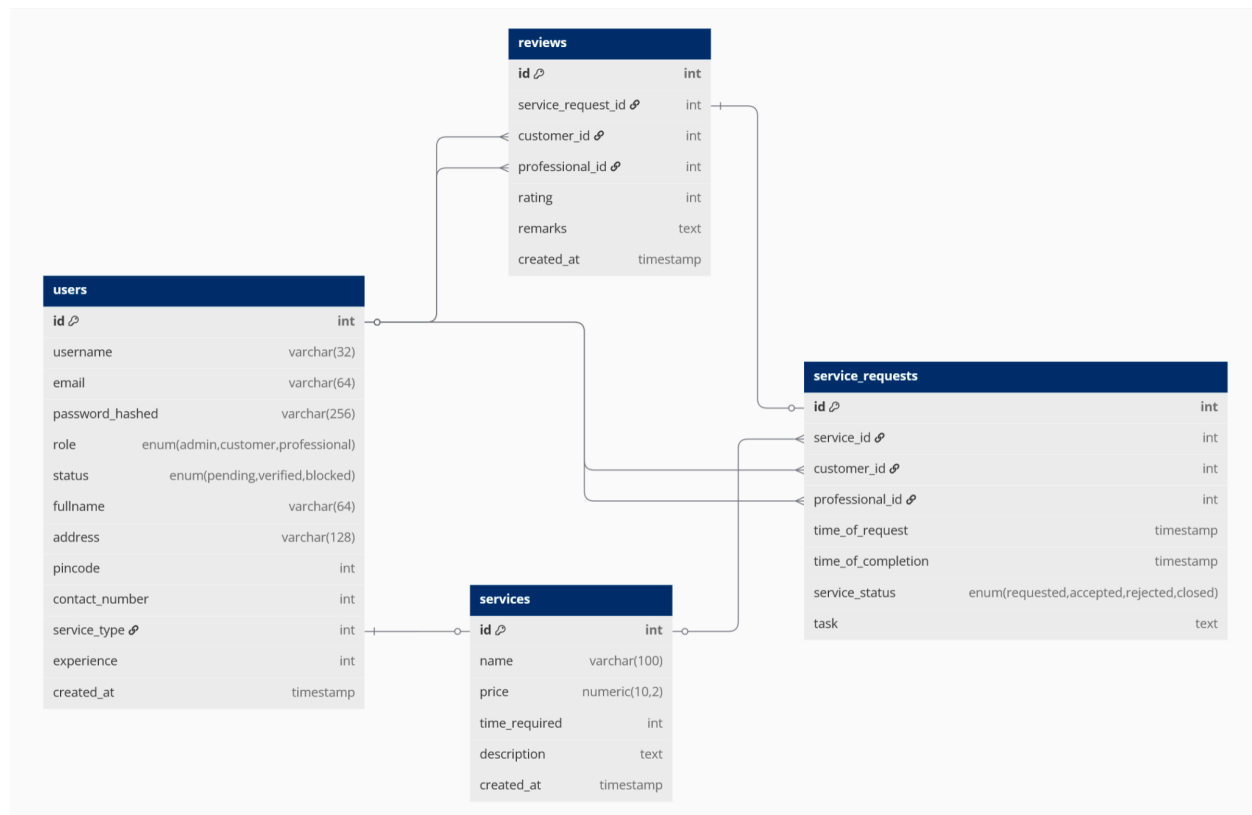 reviews
id int
service_request_id int
customer_id int
professional_id int
rating int
remarks text
created_at timestamp
users
id int
username varchar(32)
email varchar(64)
password_hashed varchar(256)
role enum(admin,customer,professional)
status enum(pending,verified,blocked)
fullname varchar(64)
address varchar(128)
pincode int
contact_number int
service_type int
experience int
created_at timestamp
service_requests
id int
service_id int
customer_id int
professional_id int
time_of_request timestamp
time_of_completion timestamp
service_status enum(requested,accepted,rejected,closed)
task text
services
id int
name varchar(100)
price numeric(10,2)
time_required int
description text
created_at timestamp